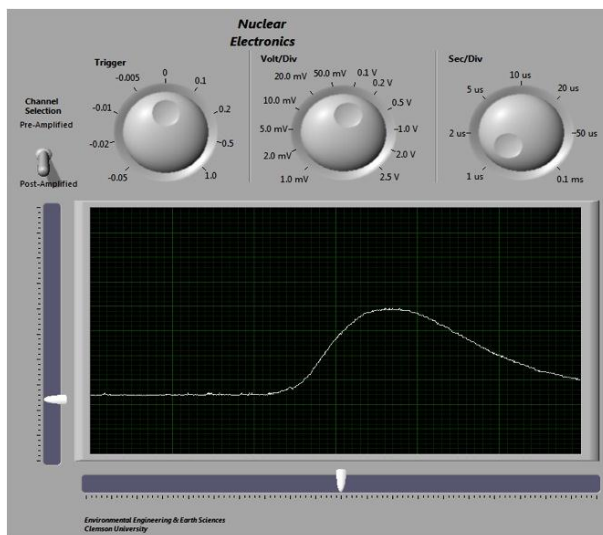 Nuclear
Electronics
Trigger
-0.05
-0.02
-0.01
-0.005
0
0.1
0.2
0.5
1.0
Volt/Div
1.0 mV
2.0 mV
5.0 mV
10.0 mV
20.0 mV
50.0 mV
0.1 V
0.2 V
0.5 V
1.0 V
2.0 V
2.5 V
Sec/Div
1 us
2 us
5 us
10 us
20 us
50 us
0.1 ms
Channel
Selection
Pre-Amplified
Post-Amplified
Environmental Engineering & Earth Sciences
Clemson University